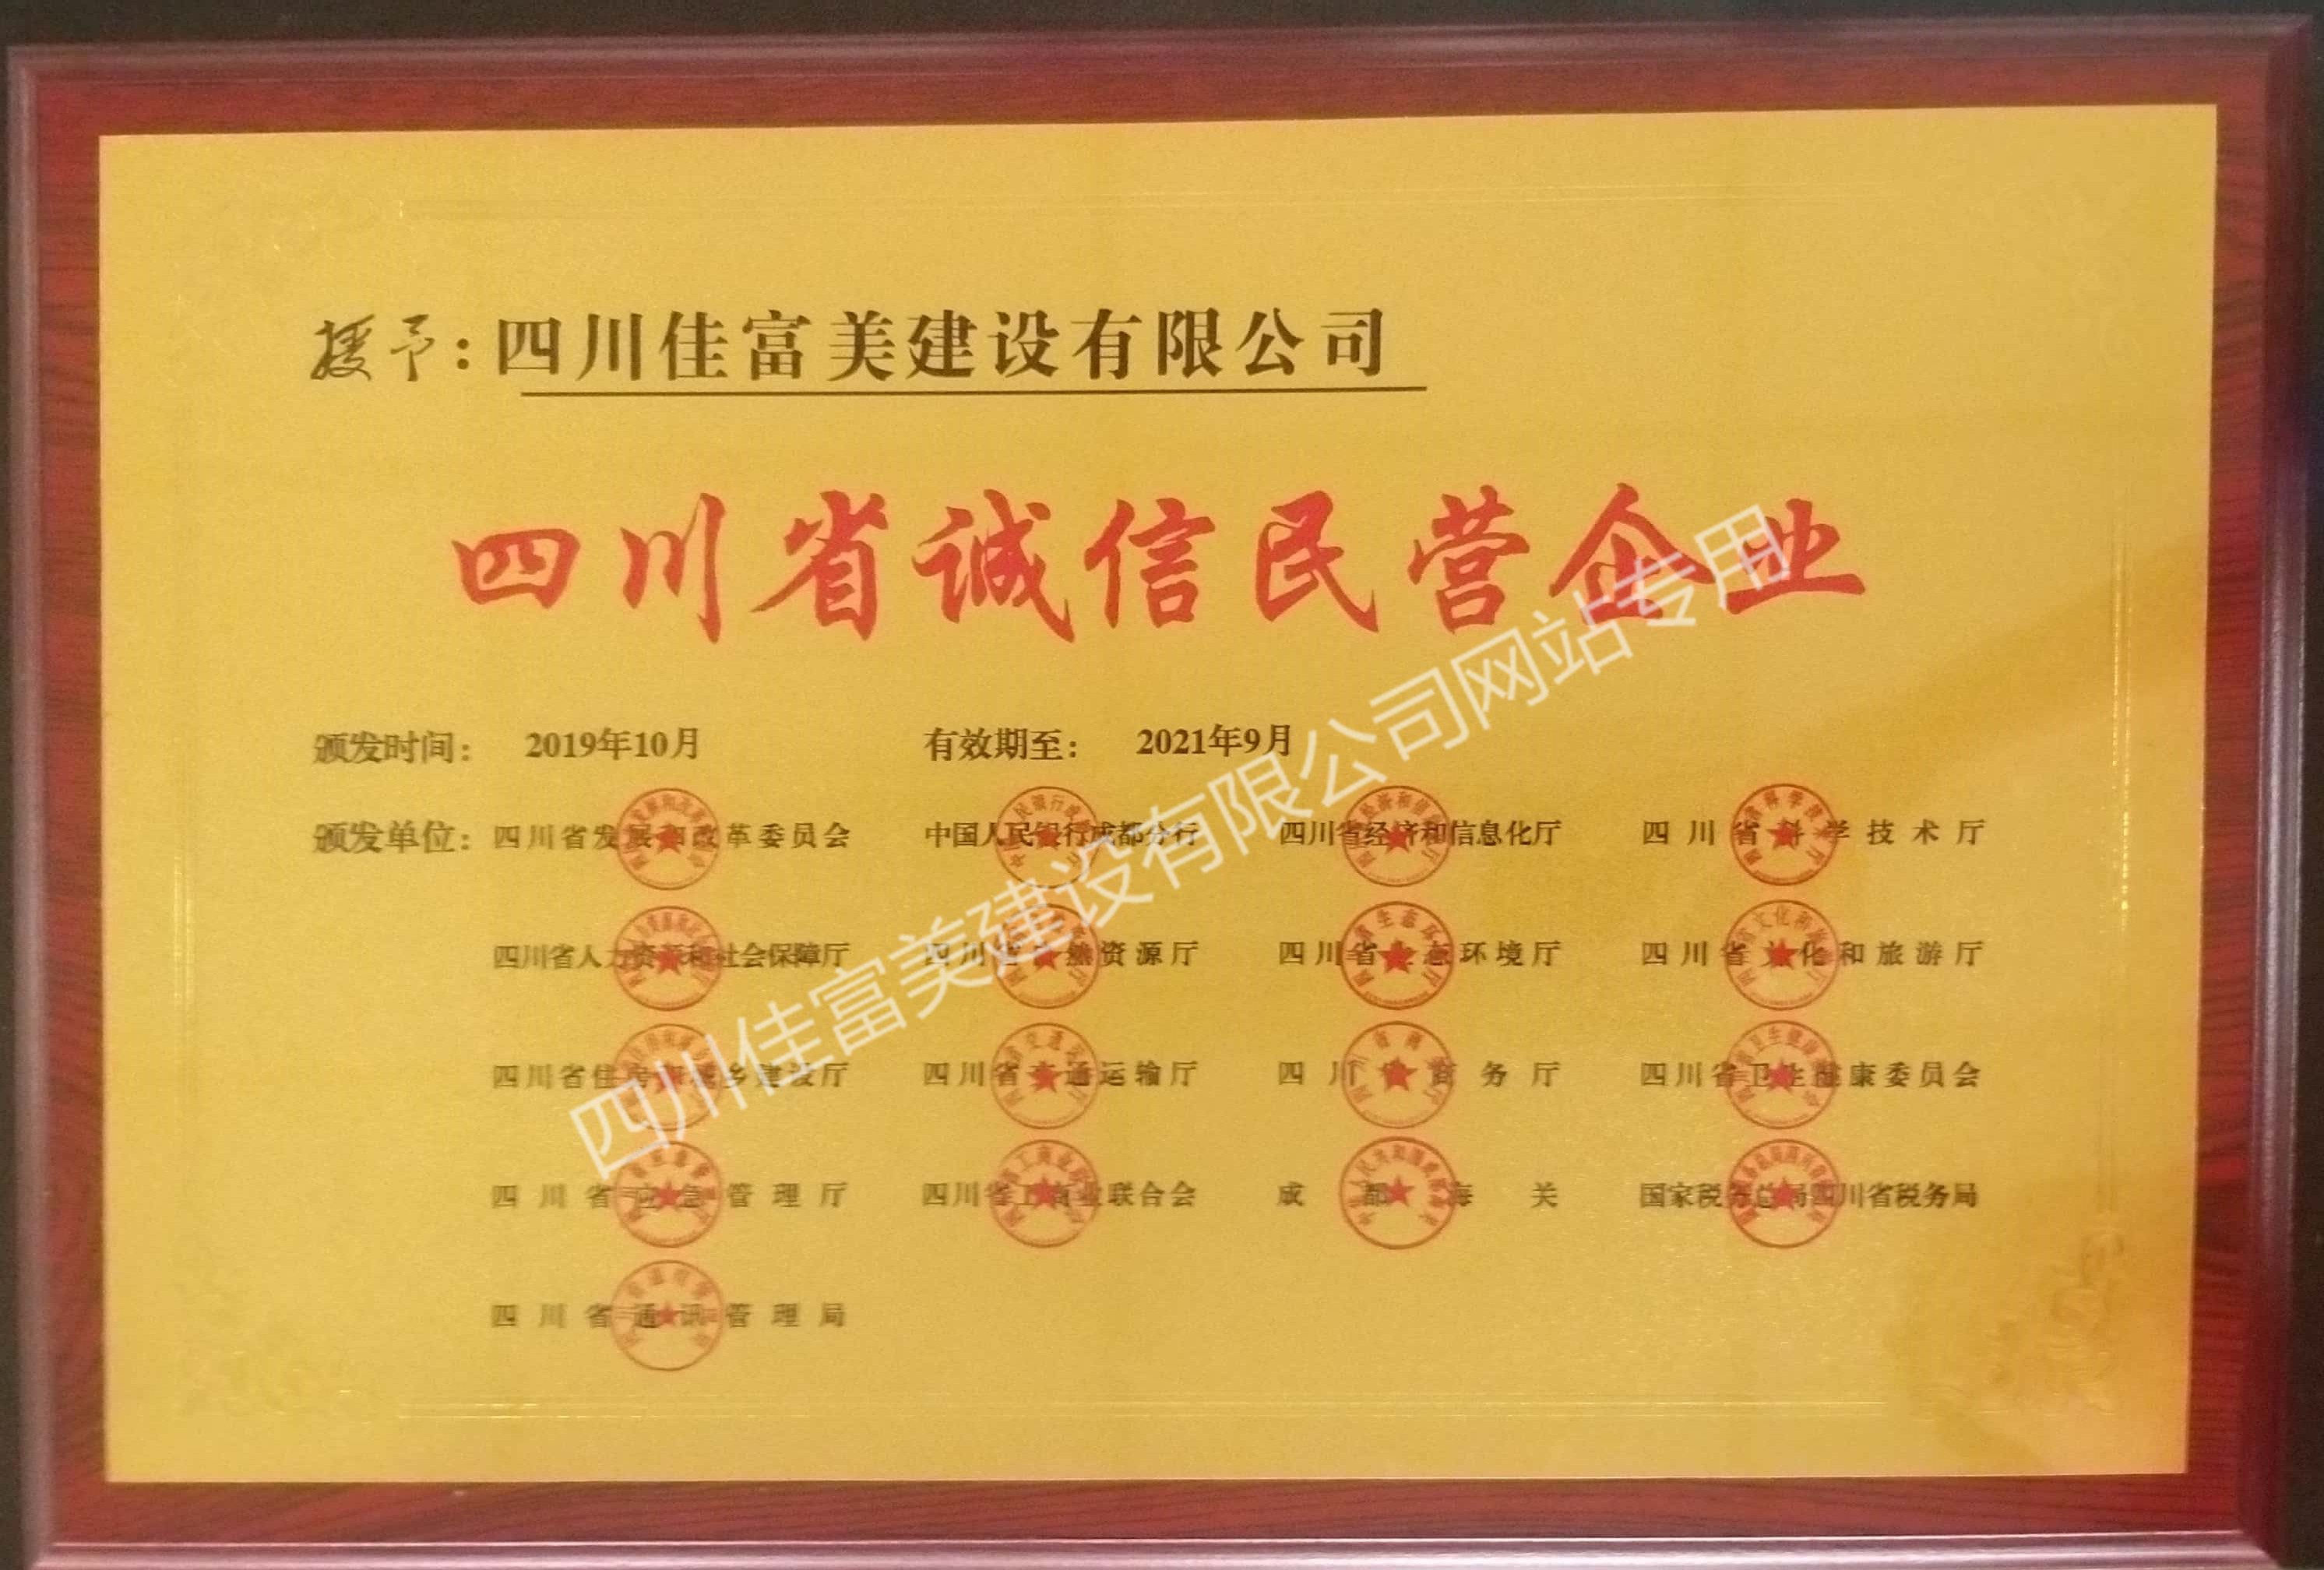 授予：四川佳富美建设有限公司
四川省诚信民营企业
颁发时间： 2019年10月 有效期至： 2021年9月
颁发单位：四川省发展和改革委员会 中国人民银行成都分行 四川省经济和信息化厅 四川省科学技术厅
四川省人力资源和社会保障厅 四川省自然资源厅 四川省生态环境厅 四川省文化和旅游厅
四川省住房和城乡建设厅 四川省交通运输厅 四川省商务厅 四川省卫生健康委员会
四川省应急管理厅 四川省工商业联合会 成都海关 国家税务总局四川省税务局
四川省通讯管理局
四川佳富美建设有限公司网站专用